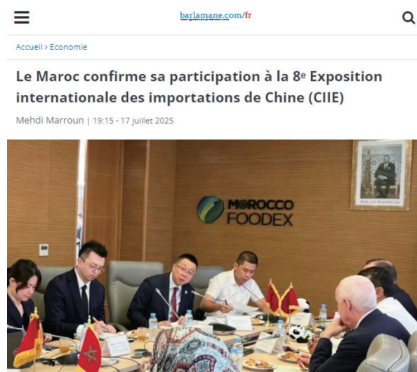 barlamane.com/fr
Accueil > Economie
Le Maroc confirme sa participation à la 8e Exposition
internationale des importations de Chine (CIIE)
Mehdi Marroun | 19:15 - 17 juillet 2025
MOROCCO
FOODEX